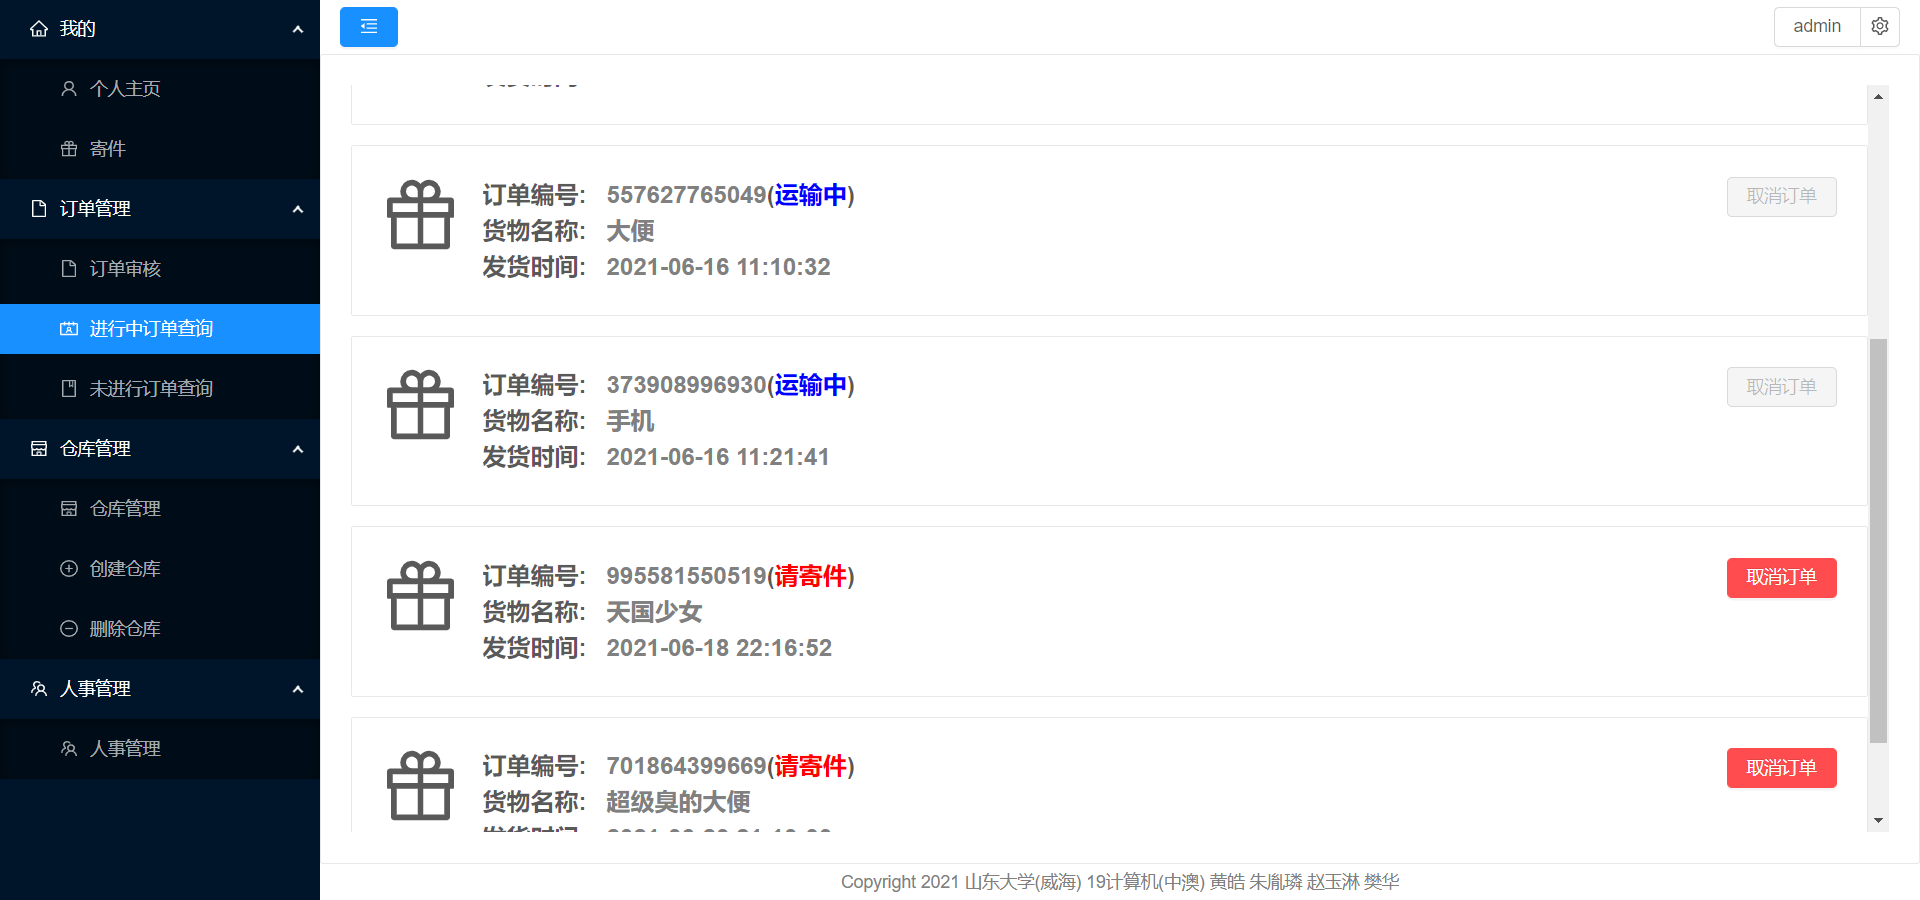 我的
个人主页
寄件
订单管理
订单审核
进行中订单查询
未进行订单查询
仓库管理
仓库管理
创建仓库
删除仓库
人事管理
人事管理
admin
订单编号: 557627765049(运输中)
取消订单
货物名称: 大便
发货时间: 2021-06-16 11:10:32
订单编号: 373908996930(运输中)
取消订单
货物名称: 手机
发货时间: 2021-06-16 11:21:41
订单编号: 995581550519(请寄件)
取消订单
货物名称: 天国少女
发货时间: 2021-06-18 22:16:52
订单编号: 701864399669(请寄件)
取消订单
货物名称: 超级臭的大便
Copyright 2021 山东大学(威海) 19计算机(中澳) 黄皓 朱胤璘 赵玉淋 樊华